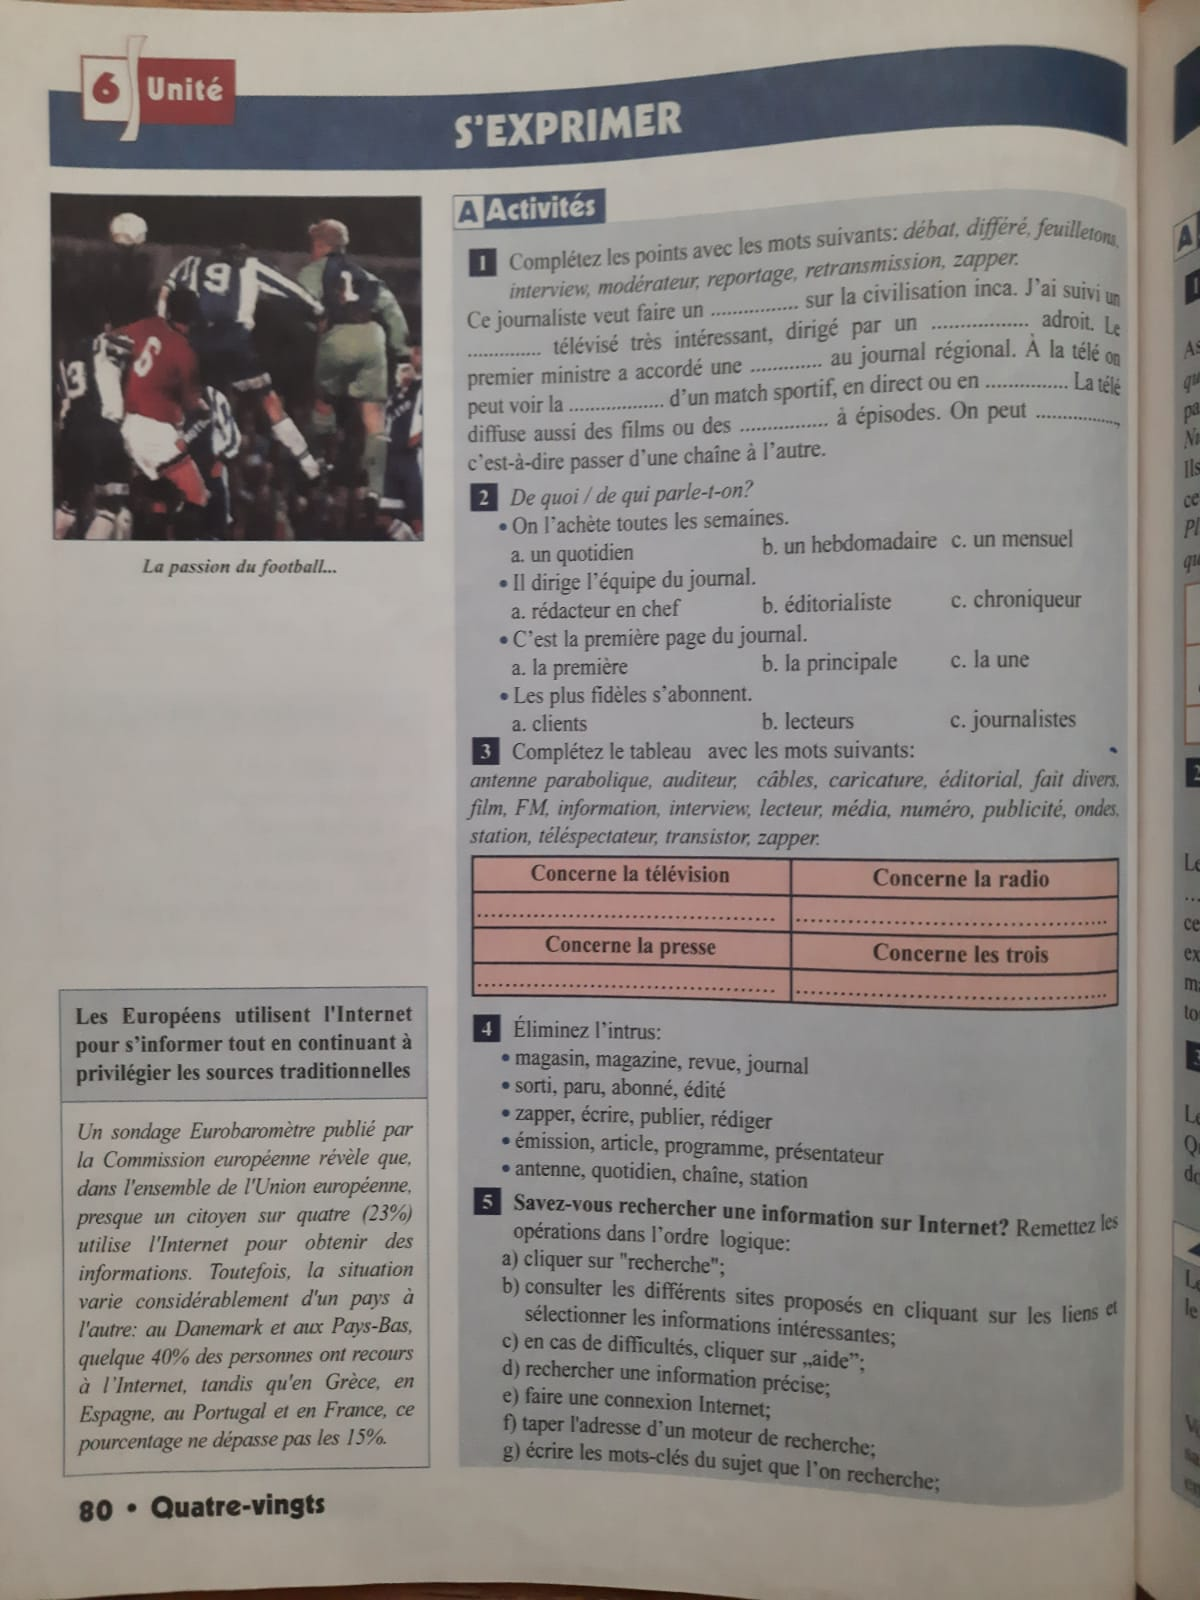 6 Unité
S'EXPRIMER
La passion du football...
Les Européens utilisent l'Internet
pour s'informer tout en continuant à
privilégier les sources traditionnelles
Un sondage Eurobaromètre publié par
la Commission européenne révèle que,
dans l'ensemble de l'Union européenne,
presque un citoyen sur quatre (23%)
utilise l'Internet pour obtenir des
informations. Toutefois, la situation
varie considérablement d'un pays à
l'autre: au Danemark et aux Pays-Bas,
quelque 40% des personnes ont recours
à l'Internet, tandis qu'en Grèce, en
Espagne, au Portugal et en France, ce
pourcentage ne dépasse pas les 15%.
A Activités
1 Complétez les points avec les mots suivants: débat, différé, feuilletons,
interview, modérateur, reportage, retransmission, zapper.
Ce journaliste veut faire un ............... sur la civilisation inca. J'ai suivi un
............. télévisé très intéressant, dirigé par un ................. adroit. Le
premier ministre a accordé une ............. au journal régional. À la télé on
peut voir la ................. d'un match sportif, en direct ou en ............... La télé
diffuse aussi des films ou des ................ à épisodes. On peut ...............,
c'est-à-dire passer d'une chaîne à l'autre.
2 De quoi / de qui parle-t-on?
• On l'achète toutes les semaines.
a. un quotidien b. un hebdomadaire c. un mensuel
• Il dirige l'équipe du journal.
a. rédacteur en chef b. éditorialiste c. chroniqueur
• C'est la première page du journal.
a. la première b. la principale c. la une
• Les plus fidèles s'abonnent.
a. clients b. lecteurs c. journalistes
3 Complétez le tableau avec les mots suivants:
antenne parabolique, auditeur, câbles, caricature, éditorial, fait divers,
film, FM, information, interview, lecteur, média, numéro, publicité, ondes,
station, téléspectateur, transistor, zapper.
Concerne la télévision Concerne la radio
Concerne la presse Concerne les trois
4 Éliminez l'intrus:
• magasin, magazine, revue, journal
• sorti, paru, abonné, édité
• zapper, écrire, publier, rédiger
• émission, article, programme, présentateur
• antenne, quotidien, chaîne, station
5 Savez-vous rechercher une information sur Internet? Remettez les
opérations dans l'ordre logique:
a) cliquer sur "recherche";
b) consulter les différents sites proposés en cliquant sur les liens et
sélectionner les informations intéressantes;
c) en cas de difficultés, cliquer sur „aide”;
d) rechercher une information précise;
e) faire une connexion Internet;
f) taper l'adresse d'un moteur de recherche;
g) écrire les mots-clés du sujet que l'on recherche;
80 • Quatre-vingts